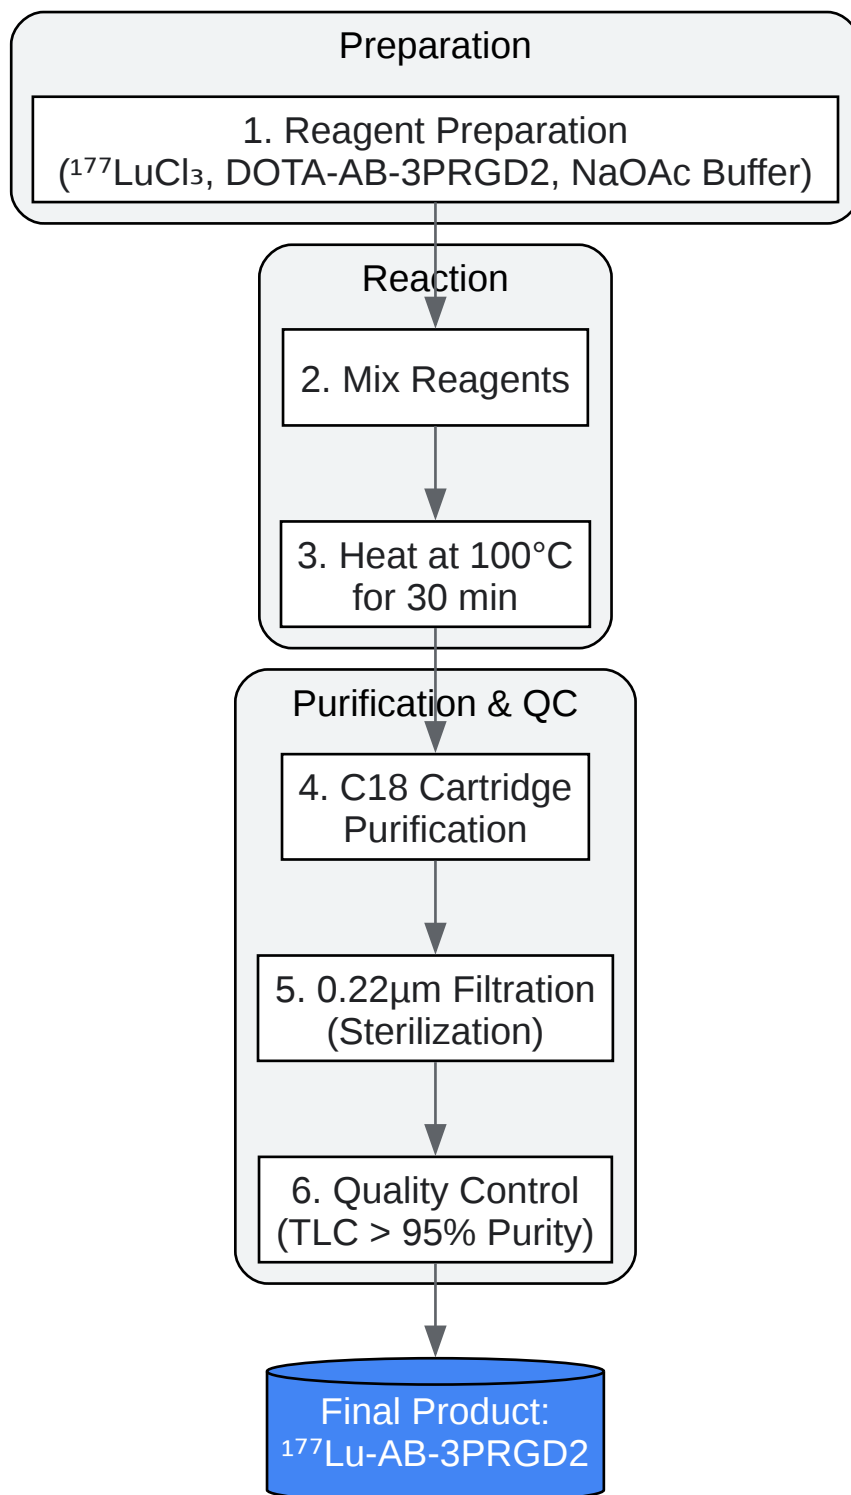 Preparation
1. Reagent Preparation
(¹⁷⁷LuCl₃, DOTA-AB-3PRGD2, NaOAc Buffer)
Reaction
2. Mix Reagents
3. Heat at 100°C
for 30 min
Purification & QC
4. C18 Cartridge
Purification
5. 0.22µm Filtration
(Sterilization)
6. Quality Control
(TLC > 95% Purity)
Final Product:
¹⁷⁷Lu-AB-3PRGD2